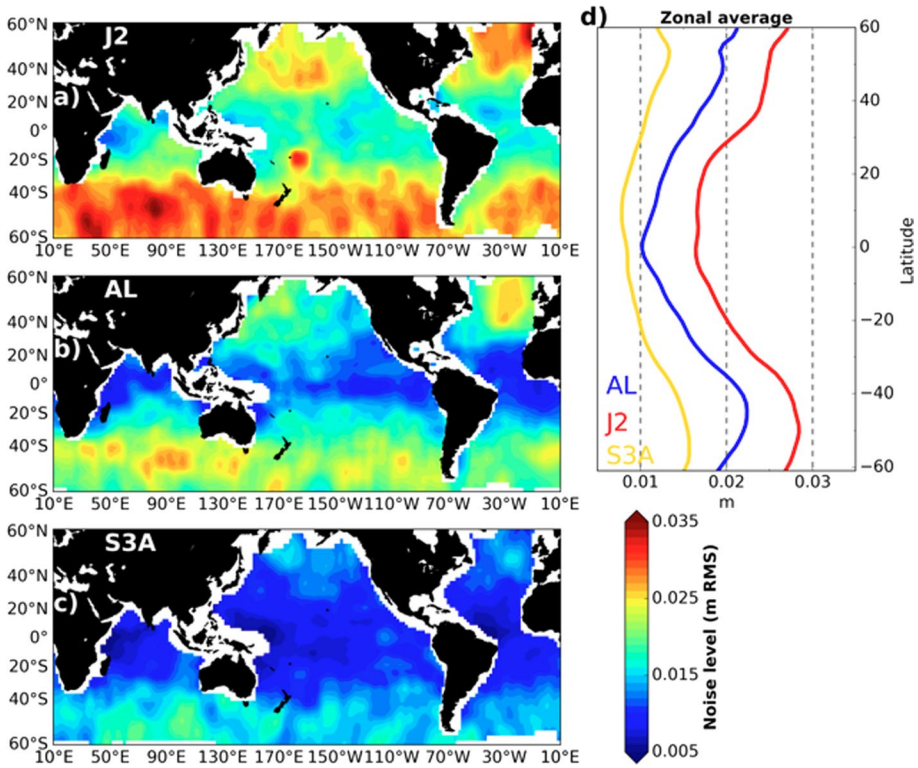 60°N
40°N
20°N
0°
20°S
40°S
60°S
J2
a)
10°E 50°E 90°E 130°E 170°E 150°W 110°W 70°W 30°W 10°E
60°N
40°N
20°N
0°
20°S
40°S
60°S
AL
b)
10°E 50°E 90°E 130°E 170°E 150°W 110°W 70°W 30°W 10°E
60°N
40°N
20°N
0°
20°S
40°S
60°S
S3A
c)
10°E 50°E 90°E 130°E 170°E 150°W 110°W 70°W 30°W 10°E
d)
Zonal average
60
40
20
0
−20
−40
−60
Latitude
AL
J2
S3A
0.01 0.02 0.03
m
0.035
0.025
0.015
0.005
Noise level (m RMS)